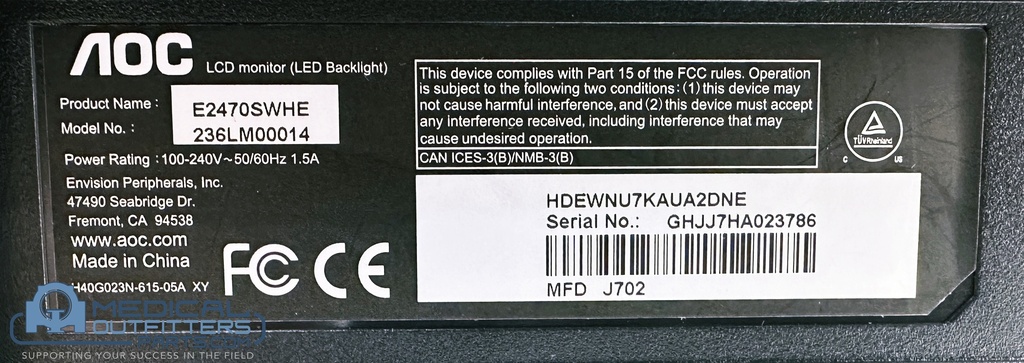 AOC LCD monitor (LED Backlight)
Product Name : E2470SWHE
Model No. : 236LM00014
Power Rating : 100-240V~50/60Hz 1.5A
Envision Peripherals, Inc.
47490 Seabridge Dr.
Fremont, CA 94538
www.aoc.com
Made in China
H40G023N-615-05A XY
FC CE
This device complies with Part 15 of the FCC rules. Operation
is subject to the following two conditions: (1) this device may
not cause harmful interference, and (2) this device must accept
any interference received, including interference that may
cause undesired operation.
CAN ICES-3(B)/NMB-3(B)
TÜVRheinland
C US
HDEWNU7KAUA2DNE
Serial No.: GHJJ7HA023786
MFD J702
MEDICAL
OUTFITTERS
SUPPORTING YOUR SUCCESS IN THE FIELD